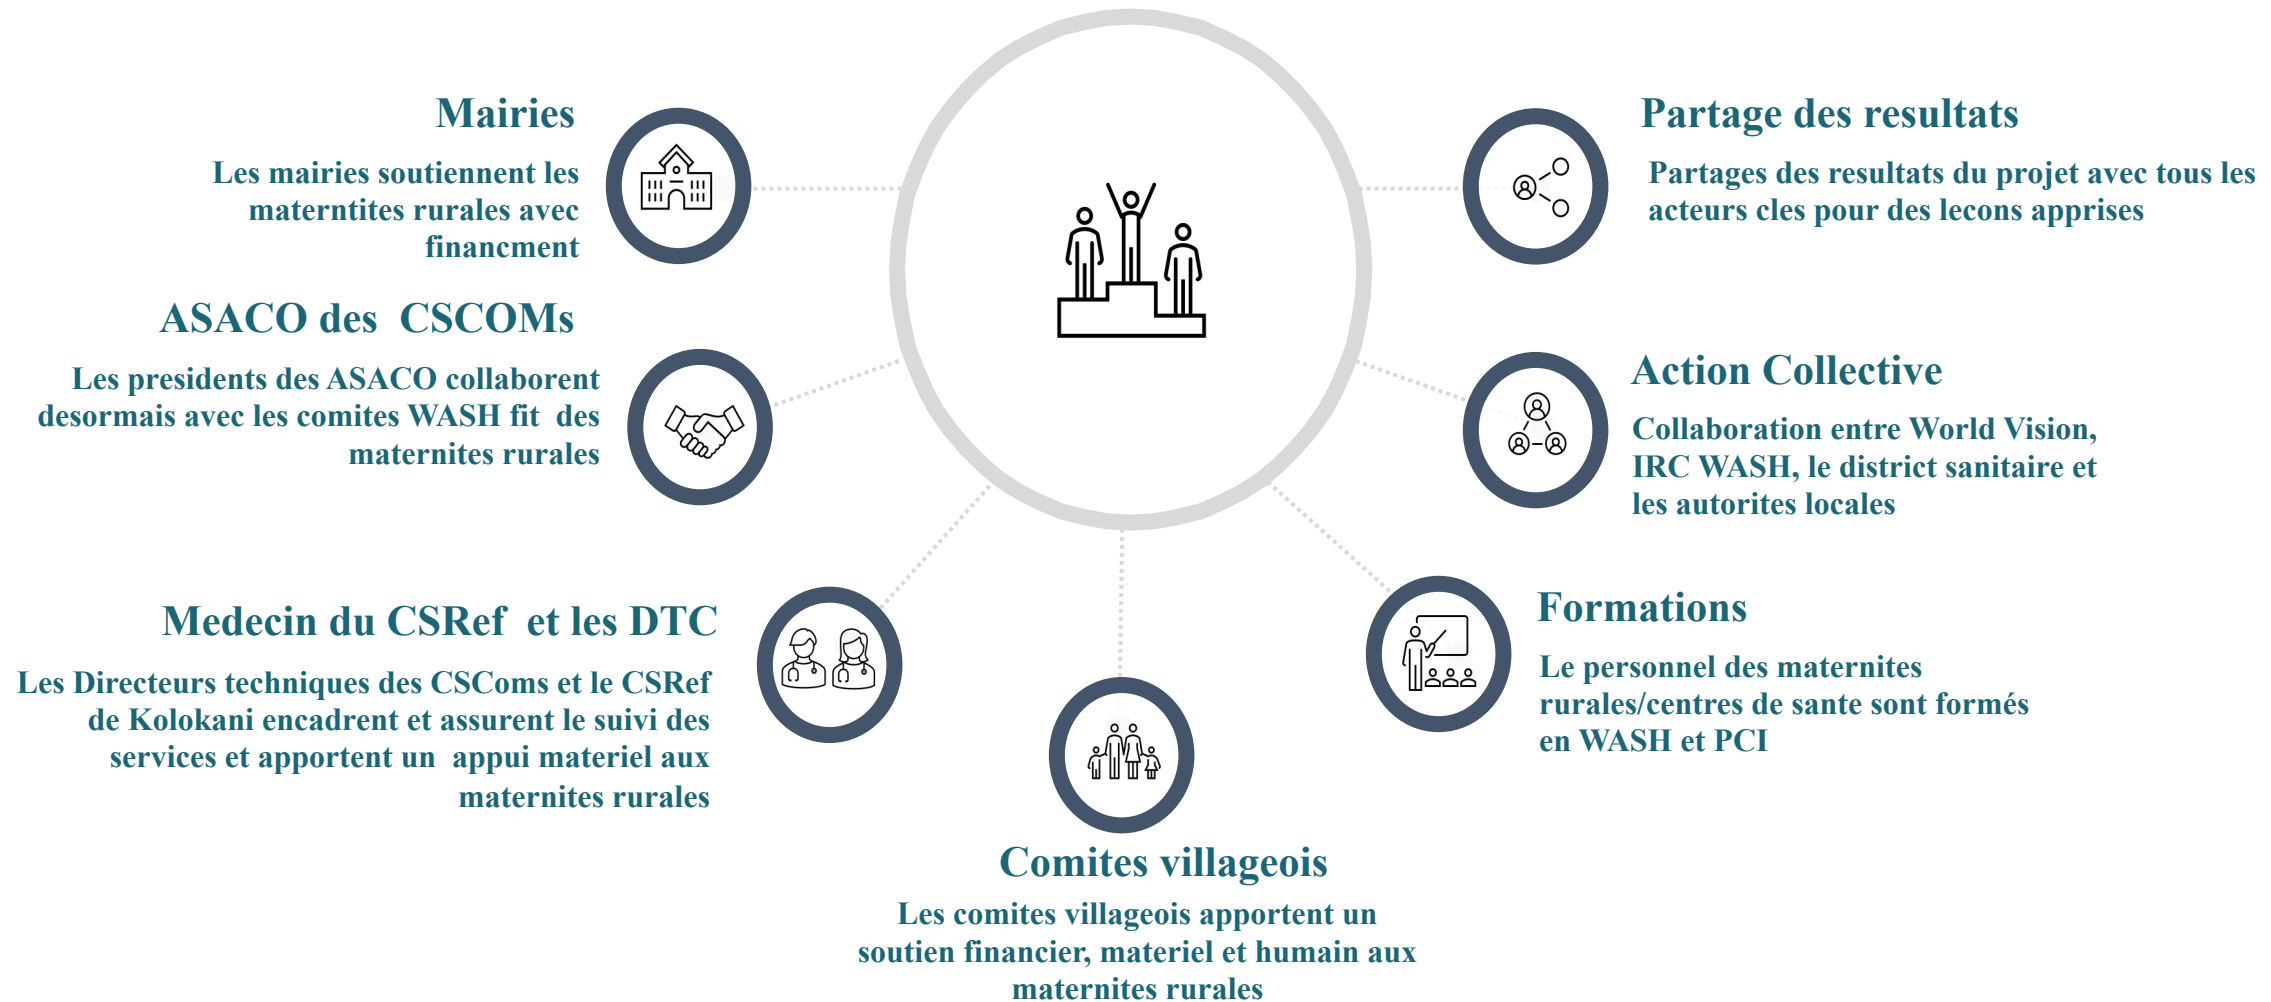 Mairies
Les mairies soutiennent les
materntites rurales avec
financment
ASACO des  CSCOMs
Les presidents des ASACO collaborent
desormais avec les comites WASH fit  des
maternites rurales
Medecin du CSRef  et les DTC
Les Directeurs techniques des CSComs et le CSRef
de Kolokani encadrent et assurent le suivi des
services et apportent un  appui materiel aux
maternites rurales
Comites villageois
Les comites villageois apportent un
soutien financier, materiel et humain aux
maternites rurales
Partage des resultats
Partages des resultats du projet avec tous les
acteurs cles pour des lecons apprises
Action Collective
Collaboration entre World Vision,
IRC WASH, le district sanitaire et
les autorites locales
Formations
Le personnel des maternites
rurales/centres de sante sont formés
en WASH et PCI